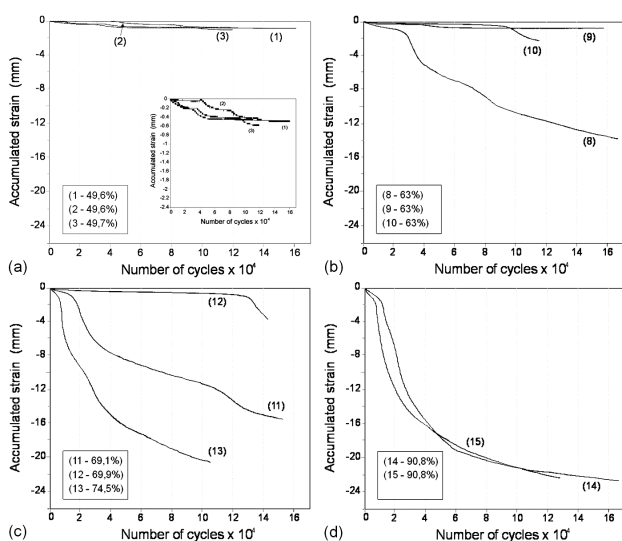 0
-4
-8
-12
-16
-20
-24
Accumulated strain (mm)
(2)
(3)
(1)
0
-0.2
-0.4
-0.6
-0.8
-1
-1.2
-1.4
-1.6
-1.8
-2
-2.2
-2.4
Accumulated strain (mm)
(2)
(3)
(1)
0 2 4 6 8 10 12 14 16
Number of cycles x 10⁴
(1 - 49,6%)
(2 - 49,6%)
(3 - 49,7%)
0 2 4 6 8 10 12 14 16
(a) Number of cycles x 10⁴
0
-4
-8
-12
-16
-20
-24
Accumulated strain (mm)
(10)
(9)
(8)
(8 - 63%)
(9 - 63%)
(10 - 63%)
0 2 4 6 8 10 12 14 16
(b) Number of cycles x 10⁴
0
-4
-8
-12
-16
-20
-24
Accumulated strain (mm)
(12)
(11)
(13)
(11 - 69,1%)
(12 - 69,9%)
(13 - 74,5%)
0 2 4 6 8 10 12 14 16
(c) Number of cycles x 10⁴
0
-4
-8
-12
-16
-20
-24
Accumulated strain (mm)
(15)
(14)
(14 - 90,8%)
(15 - 90,8%)
0 2 4 6 8 10 12 14 16
(d) Number of cycles x 10⁴